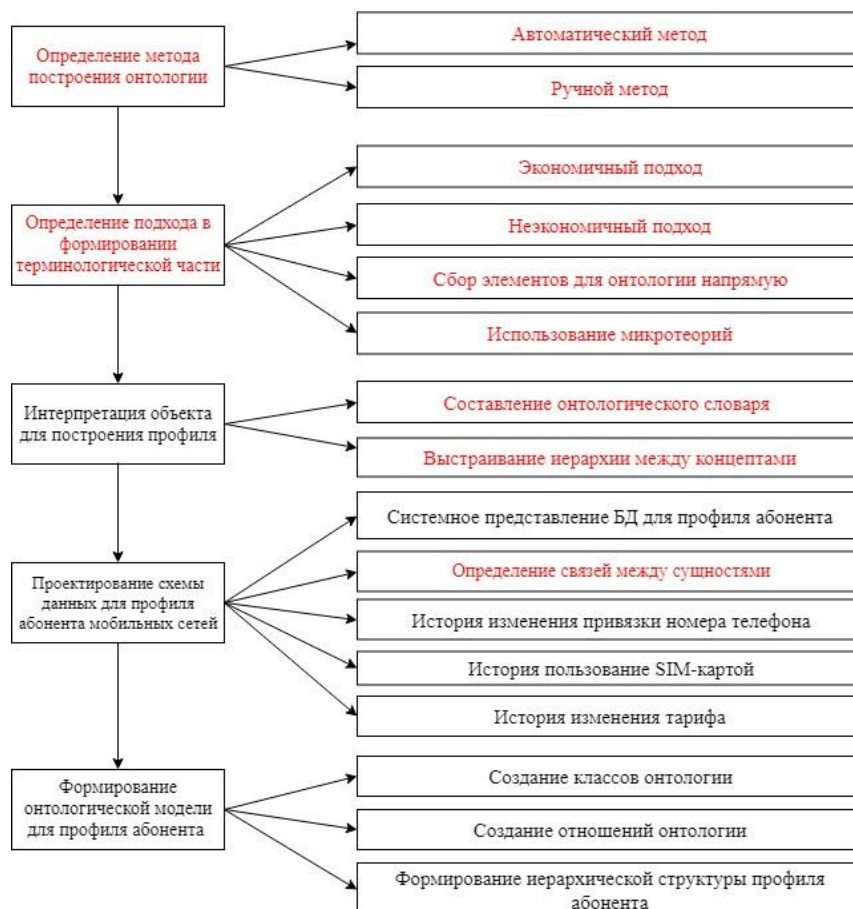 Определение метода
построения онтологии
Автоматический метод
Ручной метод
Определение подхода в
формировании
терминологической части
Экономичный подход
Неэкономичный подход
Сбор элементов для онтологии напрямую
Использование микротеорий
Интерпретация объекта
для построения профиля
Составление онтологического словаря
Выстраивание иерархи между концептами
Проектирование схемы
данных для профиля
абонента мобильных сетей
Системное представление БД для профиля абонента
Определение связей между сущностями
История изменения привязки номера телефона
История пользование SIM-картой
История изменения тарифа
Формирование
онтологической модели
для профиля абонента
Создание классов онтологии
Создание отношений онтологии
Формирование иерархической структуры профиля
абонента